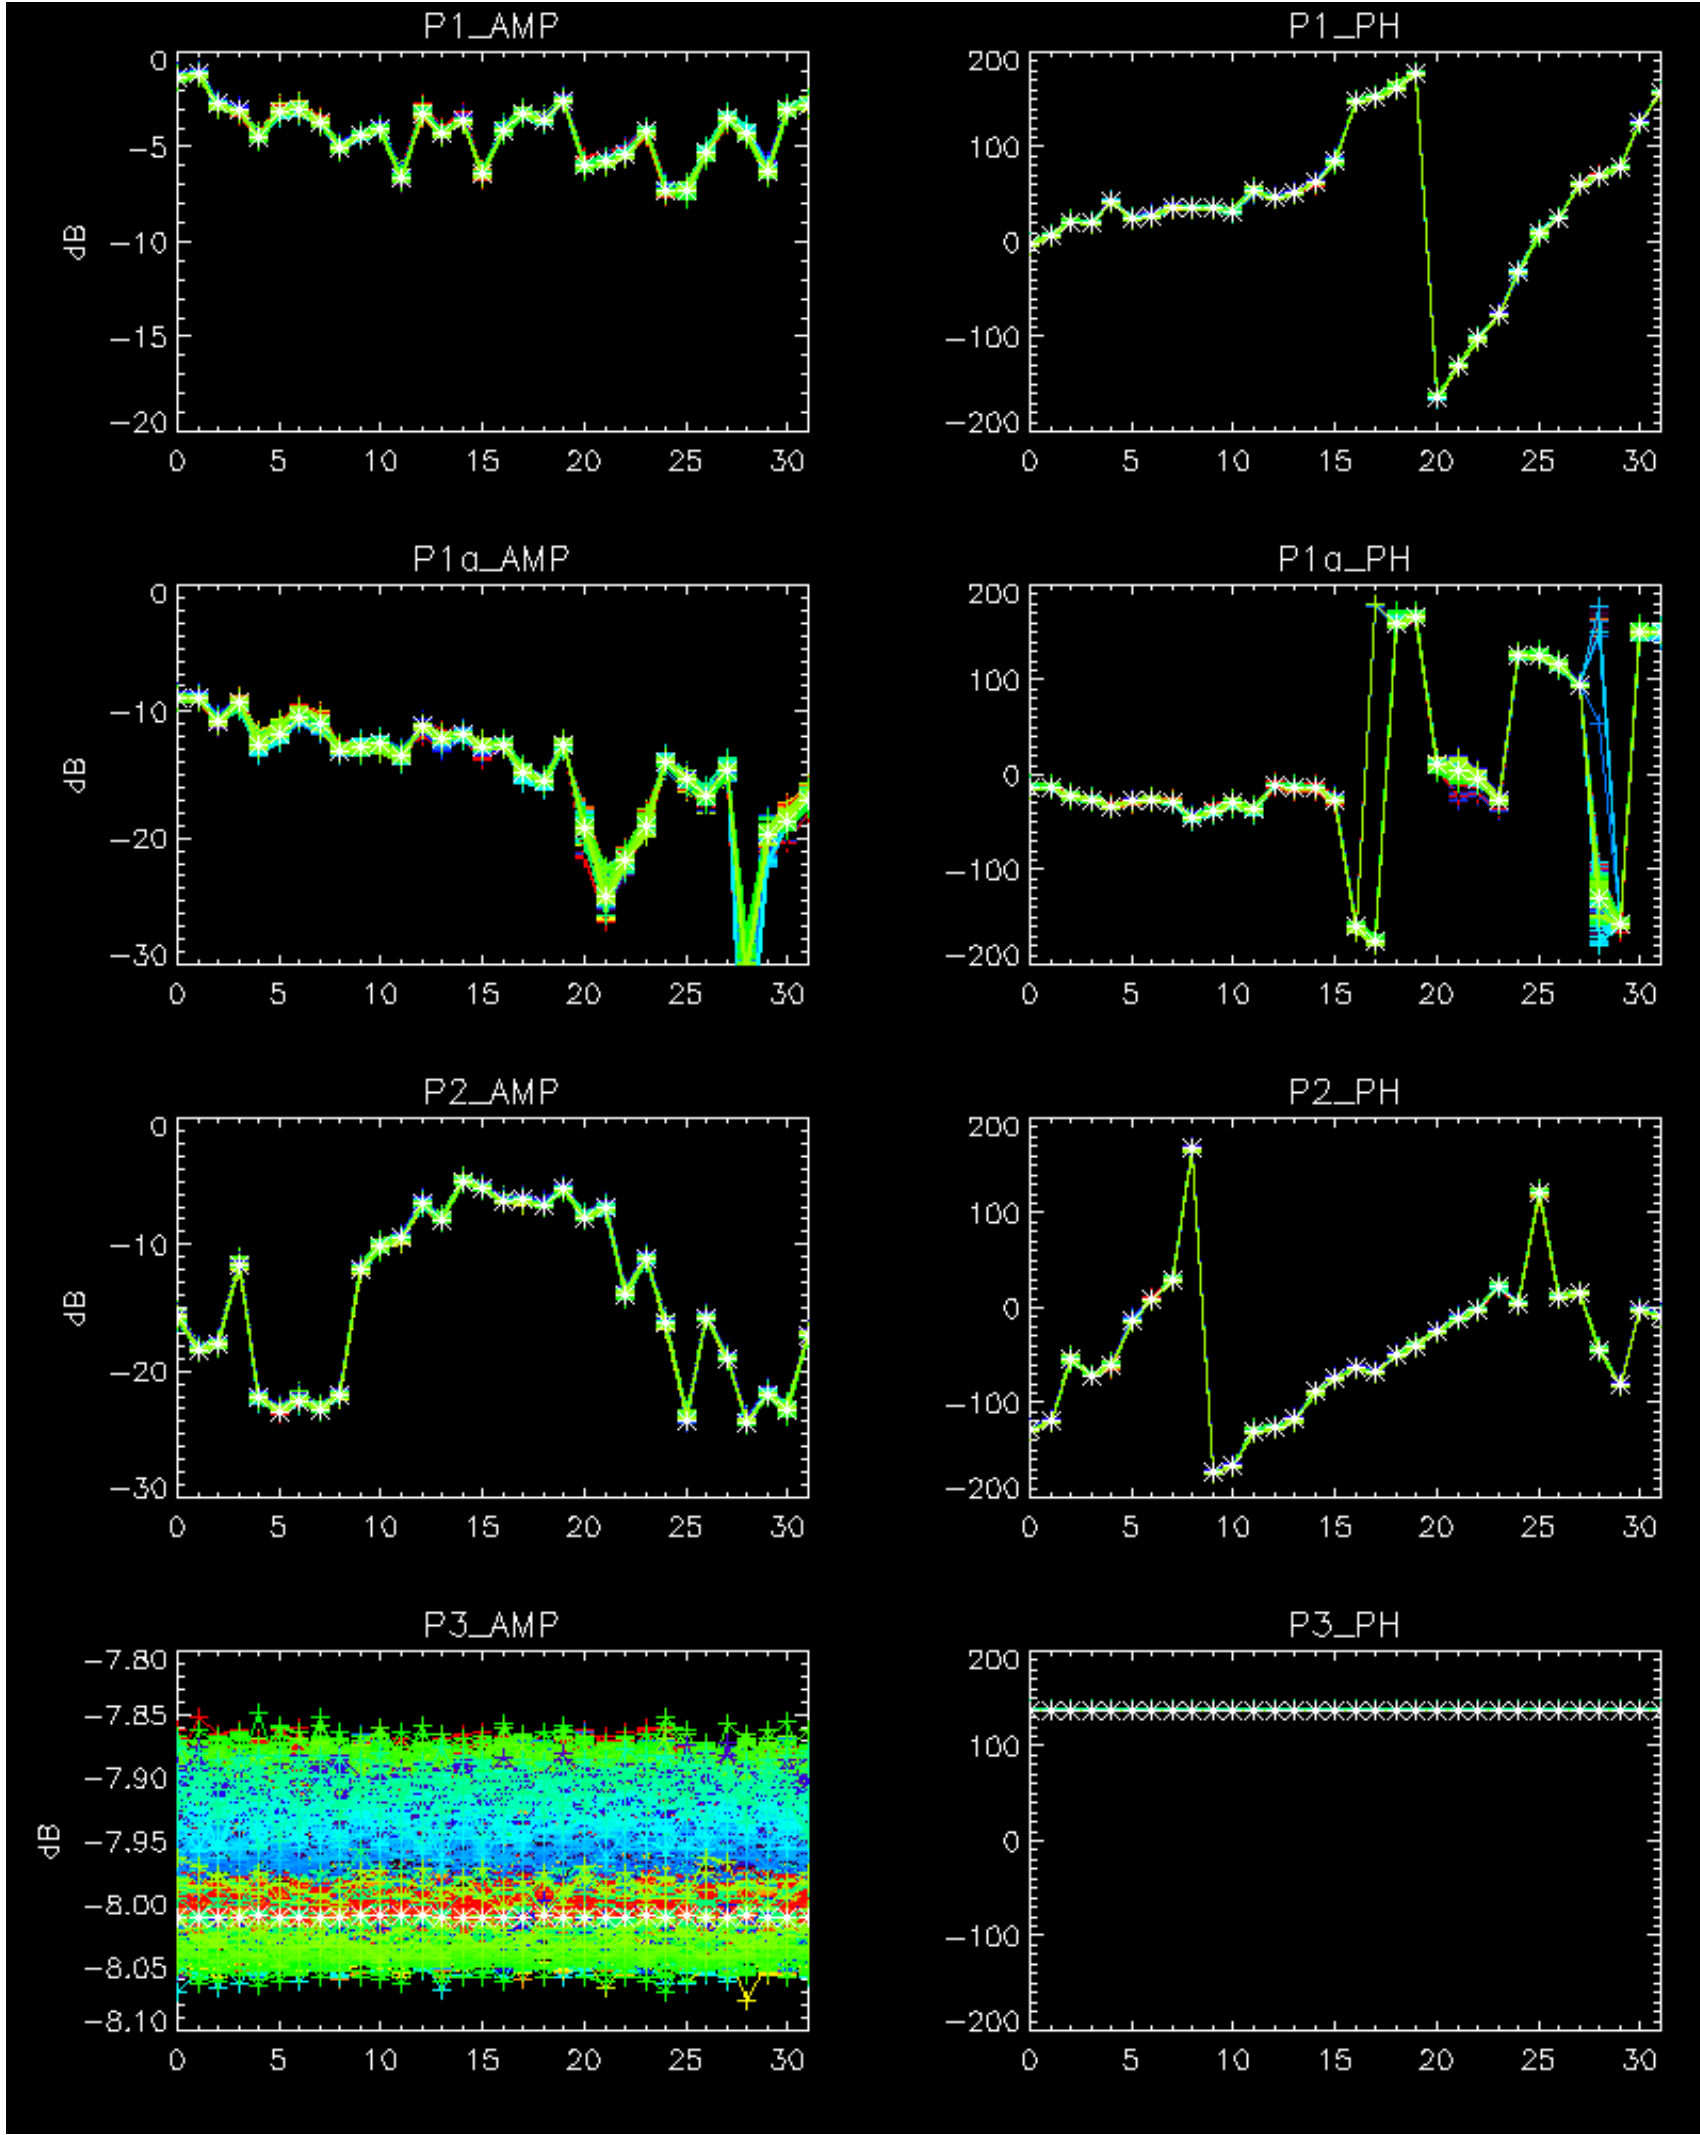 P1_AMP P1_PH
0 200
-5 100
dB -10 0
-15 -100
-20 -200
0 5 10 15 20 25 30 0 5 10 15 20 25 30
P1a_AMP P1a_PH
0 200
-10 100
dB 0
-20 -100
-30 -200
0 5 10 15 20 25 30 0 5 10 15 20 25 30
P2_AMP P2_PH
0 200
-10 100
dB 0
-20 -100
-30 -200
0 5 10 15 20 25 30 0 5 10 15 20 25 30
P3_AMP P3_PH
-7.80 200
-7.85
-7.90 100
dB -7.95 0
-8.00
-8.05 -100
-8.10 -200
0 5 10 15 20 25 30 0 5 10 15 20 25 30